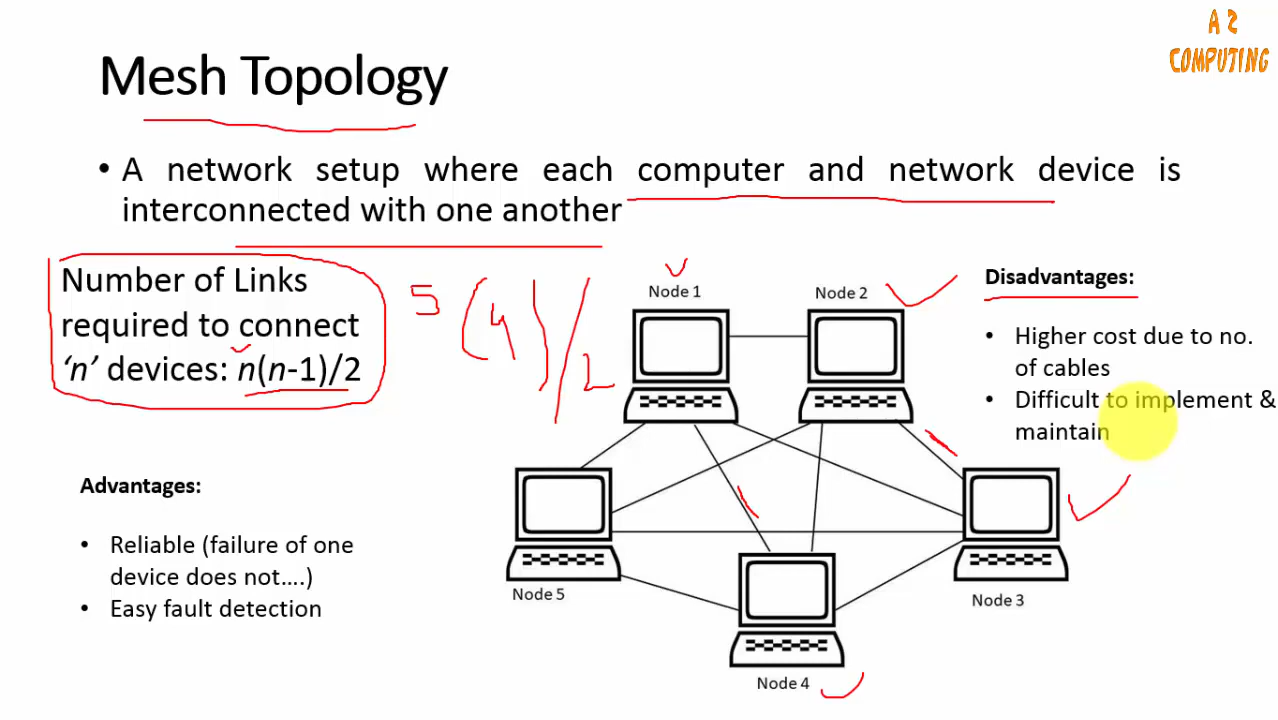 A Z
COMPUTING
Mesh Topology
• A network setup where each computer and network device is
interconnected with one another
Number of Links
required to connect
‘n’ devices: n(n-1)/2
5 (4)/2
Node 1
Node 2
Disadvantages:
• Higher cost due to no.
of cables
• Difficult to implement &
maintain
Advantages:
• Reliable (failure of one
device does not....)
• Easy fault detection
Node 5
Node 3
Node 4